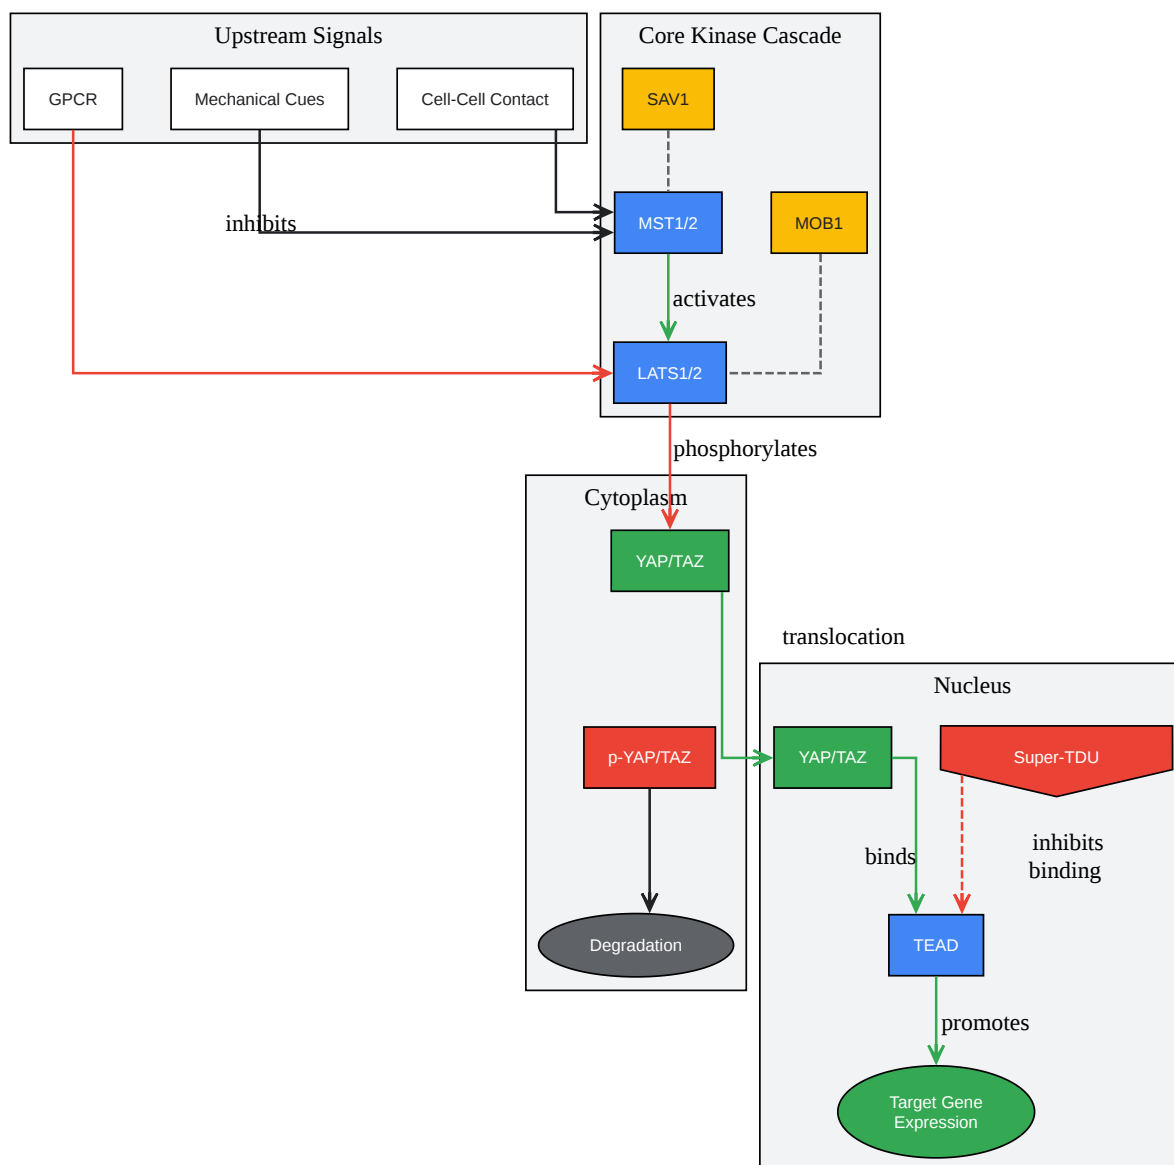 Upstream Signals
Core Kinase Cascade
GPCR
Mechanical Cues
Cell-Cell Contact
SAV1
MST1/2
MOB1
inhibits
activates
LATS1/2
phosphorylates
Cytoplasm
YAP/TAZ
translocation
Nucleus
p-YAP/TAZ
YAP/TAZ
Super-TDU
binds
inhibits
binding
Degradation
TEAD
promotes
Target Gene
Expression